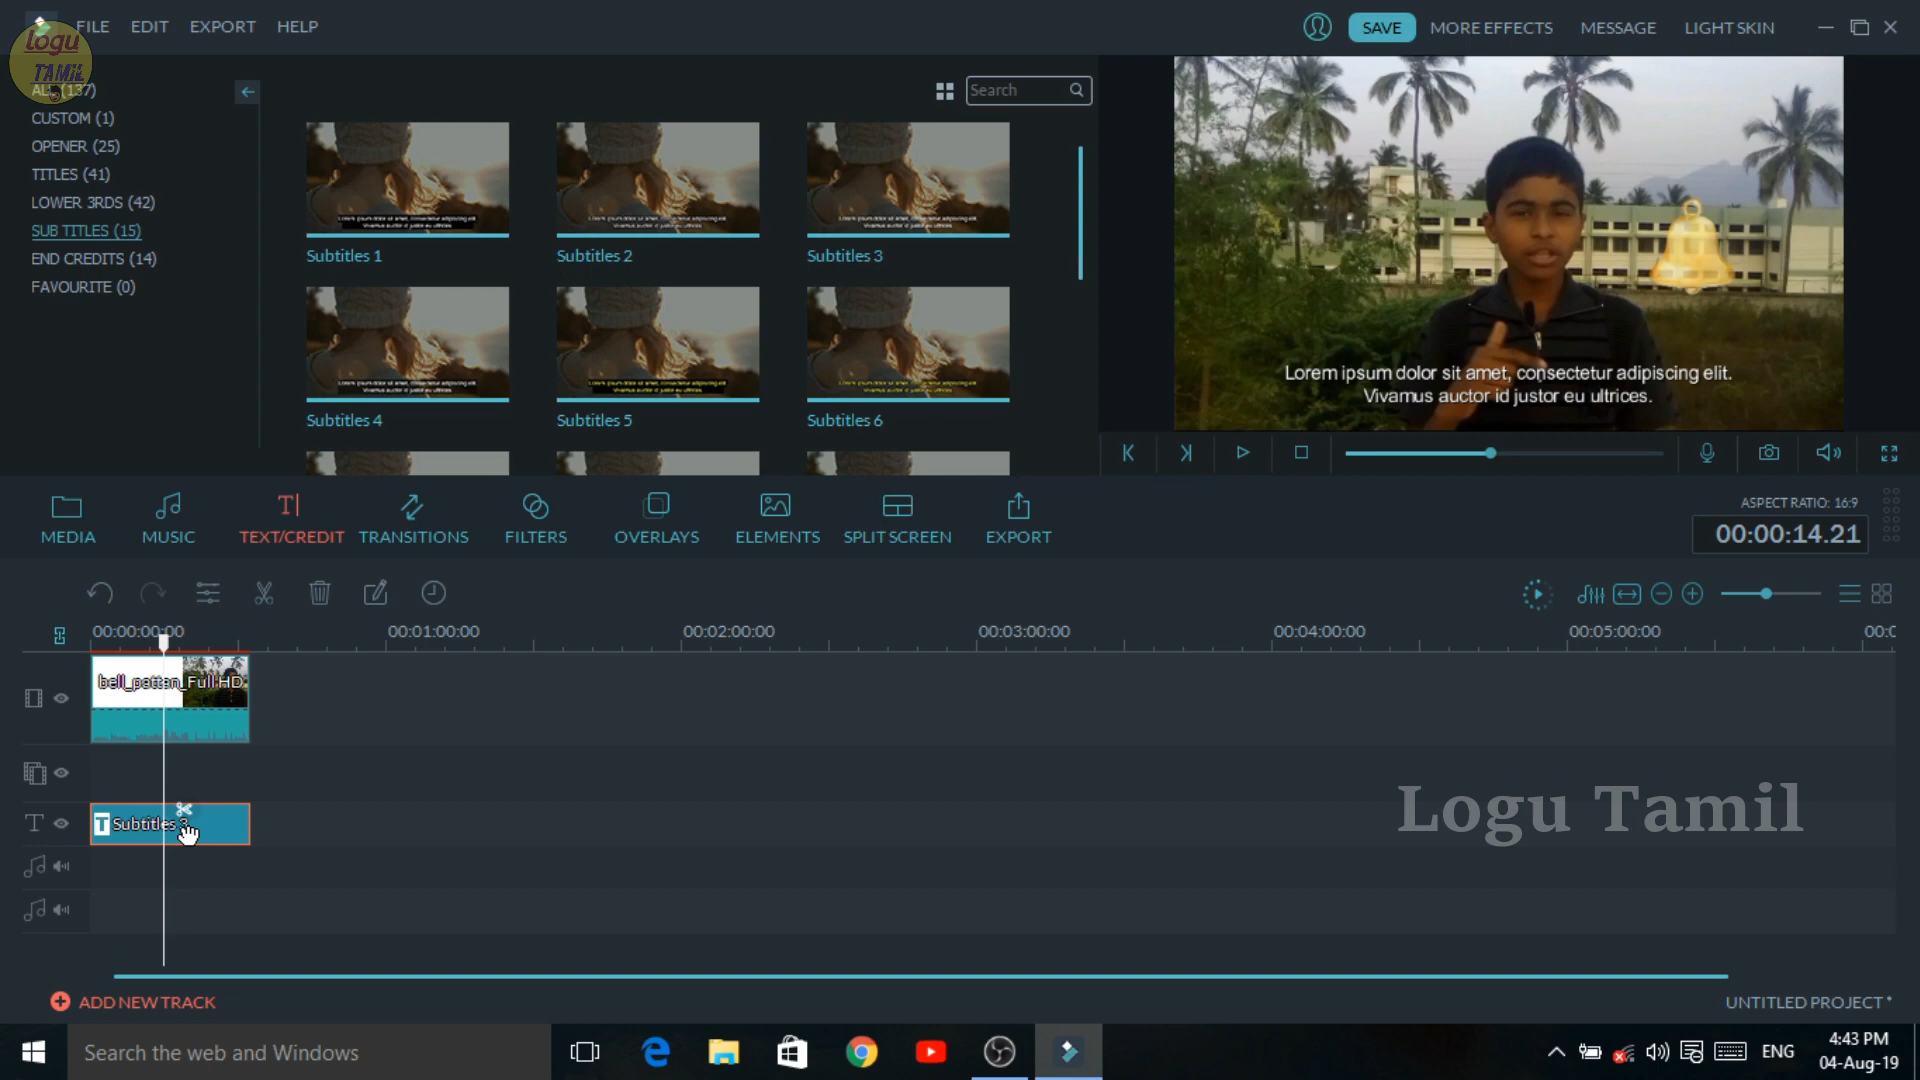 FILE EDIT EXPORT HELP
SAVE MORE EFFECTS MESSAGE LIGHT SKIN
logu
TAMIL
ALL (137)
CUSTOM (1)
OPENER (25)
TITLES (41)
LOWER 3RDS (42)
SUB TITLES (15)
END CREDITS (14)
FAVOURITE (0)
Search
Subtitles 1 Subtitles 2 Subtitles 3
Subtitles 4 Subtitles 5 Subtitles 6
Lorem ipsum dolor sit amet, consectetur adipiscing elit.
Vivamus auctor id justor eu ultrices.
MEDIA MUSIC TEXT/CREDIT TRANSITIONS FILTERS OVERLAYS ELEMENTS SPLIT SCREEN EXPORT
ASPECT RATIO: 16:9
00:00:14.21
00:00:00:00 00:01:00:00 00:02:00:00 00:03:00:00 00:04:00:00 00:05:00:00
bell_pattan_Full HD
T Subtitles 3
Logu Tamil
ADD NEW TRACK
UNTITLED PROJECT *
Search the web and Windows
ENG
4:43 PM
04-Aug-19